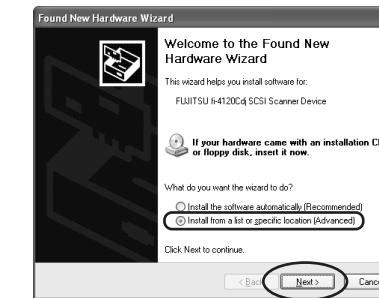 Found New Hardware Wizard
Welcome to the Found New
Hardware Wizard
This wizard helps you install software for:
FUJITSU fi-4120Cdj SCSI Scanner Device
If your hardware came with an installation C
or floppy disk, insert it now.
What do you want the wizard to do?
Install the software automatically (Recommended)
Install from a list or specific location (Advanced)
Click Next to continue.
< Back
Next >
Cance